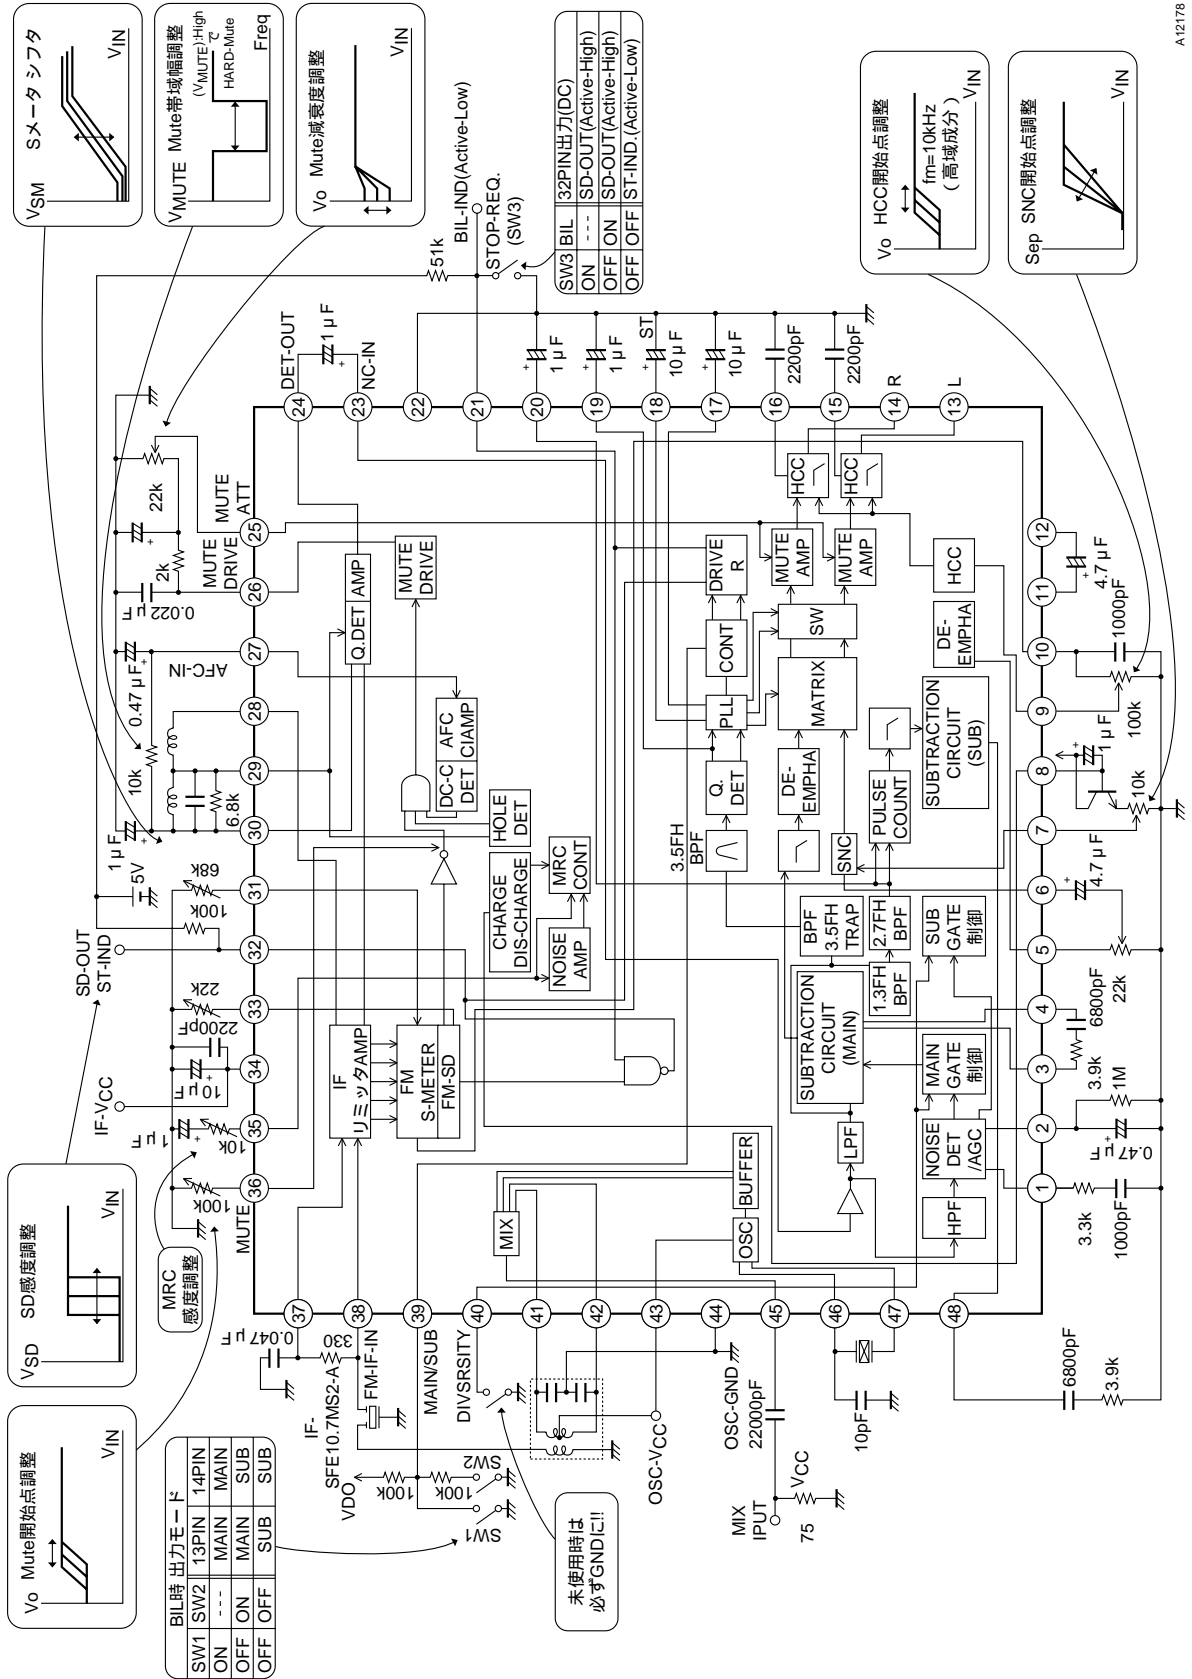 VSM Sメータ シフタ
VIN
VMUTE Mute帯域幅調整
(VMUTE):High
で
HARD-Mute
Freq
Vo Mute減衰度調整
VIN
BIL-IND(Active-Low)
51k
STOP-REQ.
(SW3)
SW3 BIL 32PIN出力(DC)
ON --- SD-OUT(Active-High)
OFF ON SD-OUT(Active-High)
OFF OFF ST-IND.(Active-Low)
Vo HCC開始点調整
fm=10kHz
(高域成分)
VIN
Sep SNC開始点調整
VIN
A12178
DET-OUT
1μF
+
NC-IN
24
23
22
21
20
19
18
17
16
15
14
13
+
1μF
+
1μF
ST
+
10μF
+
10μF
2200pF
2200pF
R
L
22k
MUTE
ATT
2k
MUTE
DRIVE
0.022μF
0.47μF
AFC-IN
10k
6.8k
1μF
5V
68k
100k
SD-OUT
ST-IND
22k
2200pF
10μF
IF-VCC
1μF
10k
100k
MUTE
25
26
27
28
29
30
31
32
33
34
35
36
AMP
Q.DET
MUTE
DRIVE
AFC
CIAMP
DC-C
DET
HOLE
DET
CHARGE
DIS-CHARGE
MRC
CONT
NOISE
AMP
IF
リミッタAMP
FM
S-METER
FM-SD
DRIVE
R
CONT
PLL
Q.
DET
3.5FH
BPF
MUTE
AMP
MUTE
AMP
HCC
HCC
SW
MATRIX
DE-
EMPHA
SNC
PULSE
COUNT
SUBTRACTION
CIRCUIT
(SUB)
DE-
EMPHA
HCC
BPF
3.5FH
TRAP
1.3FH
BPF
2.7FH
BPF
SUB
GATE
制御
SUBTRACTION
CIRCUIT
(MAIN)
MAIN
GATE
制御
LPF
NOISE
DET
/AGC
HPF
MIX
OSC
BUFFER
12
11
10
9
8
7
6
5
4
3
2
1
4.7μF
+
1000pF
100k
1μF
+
10k
4.7μF
+
22k
6800pF
3.9k
1M
0.47μF
+
3.3k
1000pF
VSD SD感度調整
VIN
MRC
感度調整
Vo Mute開始点調整
VIN
BIL時 出力モード
SW1 SW2 13PIN 14PIN
ON --- MAIN MAIN
OFF ON MAIN SUB
OFF OFF SUB SUB
37
38
39
40
41
42
43
44
45
46
47
48
0.047μF
330
IF-
SFE10.7MS2-A
FM-IF-IN
VDO
100k
100k
MAIN/SUB
SW2
SW1
DIVSRSITY
未使用時は
必ずGNDに!!
OSC-VCC
OSC-GND
22000pF
MIX
IPUT
VCC
75
10pF
6800pF
3.9k